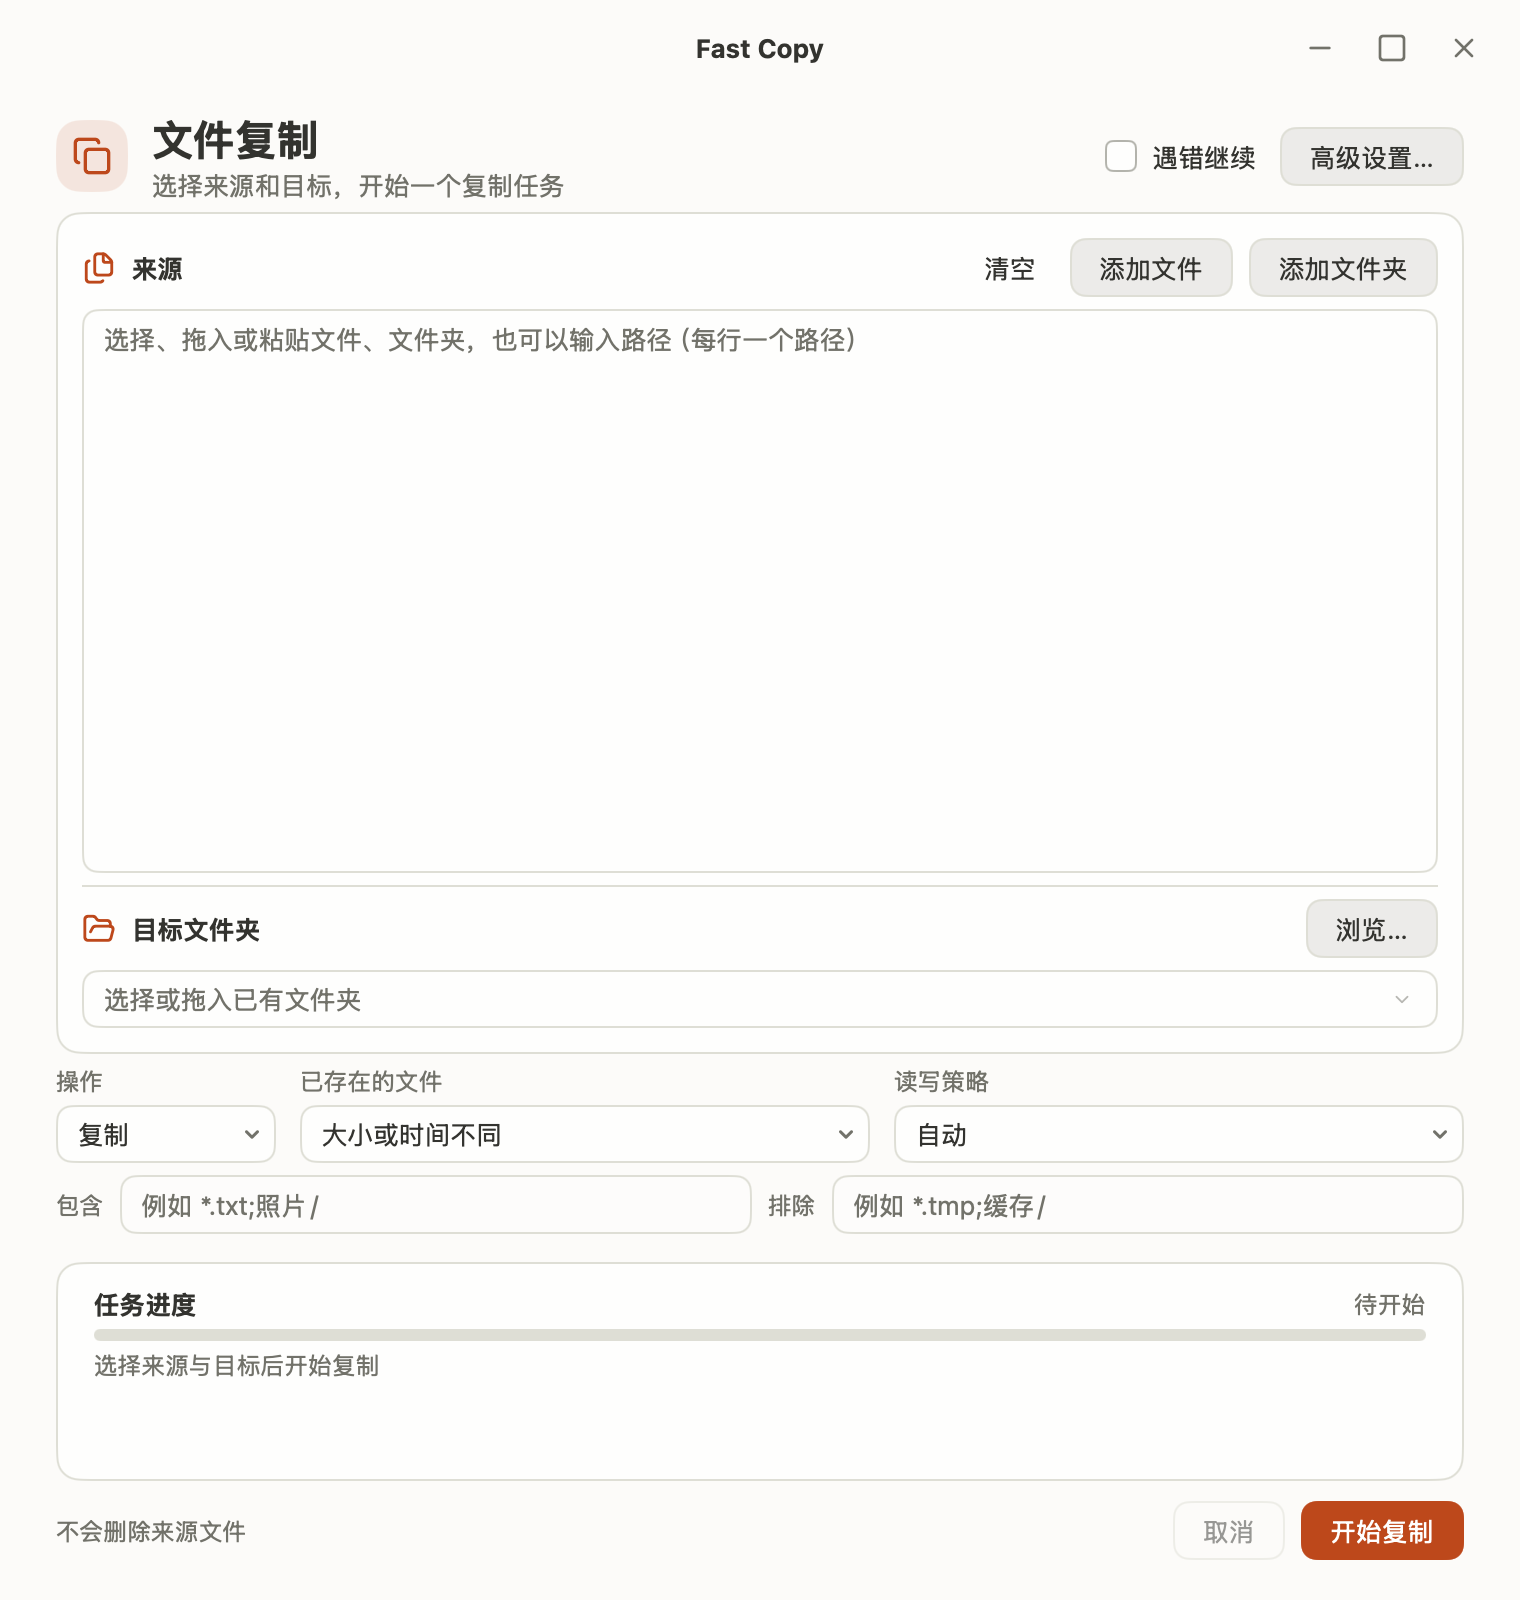 Fast Copy
文件复制
选择来源和目标，开始一个复制任务
遇错继续
高级设置...
来源
清空
添加文件
添加文件夹
选择、拖入或粘贴文件、文件夹，也可以输入路径（每行一个路径）
目标文件夹
浏览...
选择或拖入已有文件夹
操作
已存在的文件
读写策略
复制
大小或时间不同
自动
包含
例如 *.txt;照片/
排除
例如 *.tmp;缓存/
任务进度
待开始
选择来源与目标后开始复制
不会删除来源文件
取消
开始复制